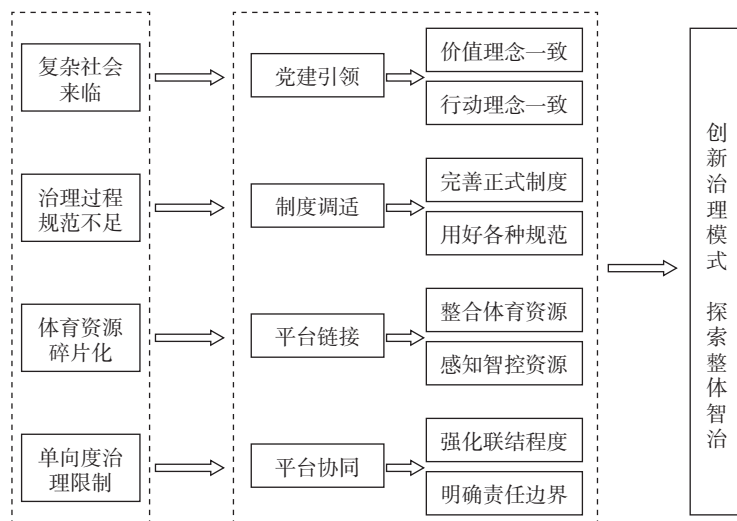 复杂社会
来临
党建引领
价值理念一致
行动理念一致
治理过程
规范不足
制度调适
完善正式制度
用好各种规范
体育资源
碎片化
平台链接
整合体育资源
感知智控资源
单向度治
理限制
平台协同
强化联结程度
明确责任边界
创新治理模式 探索整体智治